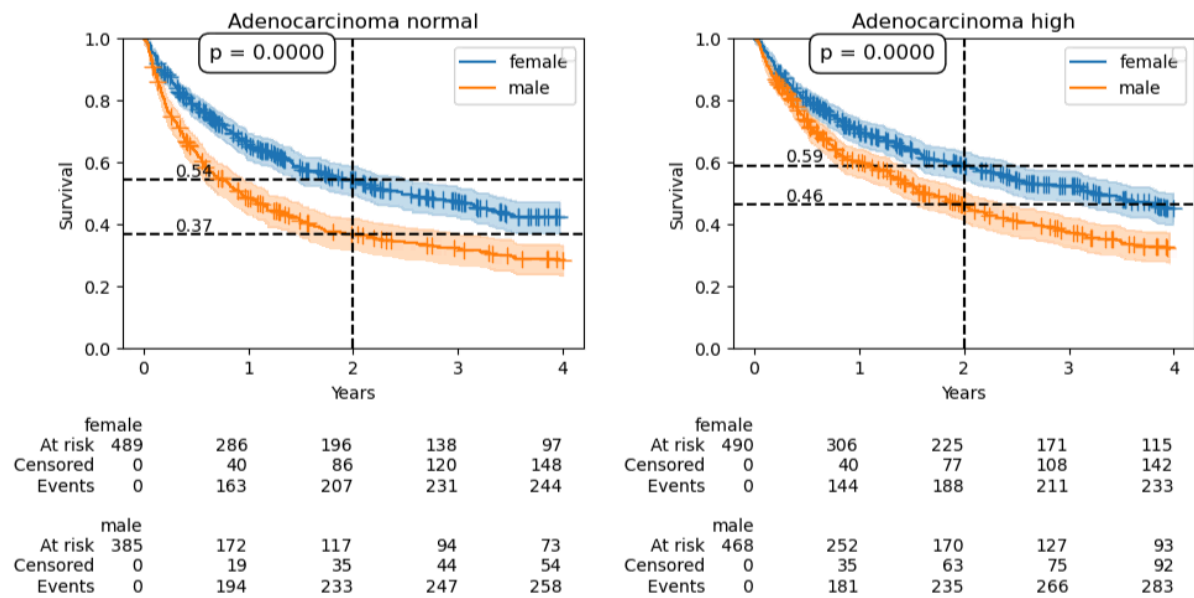 Adenocarcinoma normal
p = 0.0000
female
male
1.0
0.8
0.6
0.4
0.2
0.0
Survival
0.54
0.37
0 1 2 3 4
Years
female
At risk 489 286 196 138 97
Censored 0 40 86 120 148
Events 0 163 207 231 244
male
At risk 385 172 117 94 73
Censored 0 19 35 44 54
Events 0 194 233 247 258
Adenocarcinoma high
p = 0.0000
female
male
1.0
0.8
0.6
0.4
0.2
0.0
Survival
0.59
0.46
0 1 2 3 4
Years
female
At risk 490 306 225 171 115
Censored 0 40 77 108 142
Events 0 144 188 211 233
male
At risk 468 252 170 127 93
Censored 0 35 63 75 92
Events 0 181 235 266 283